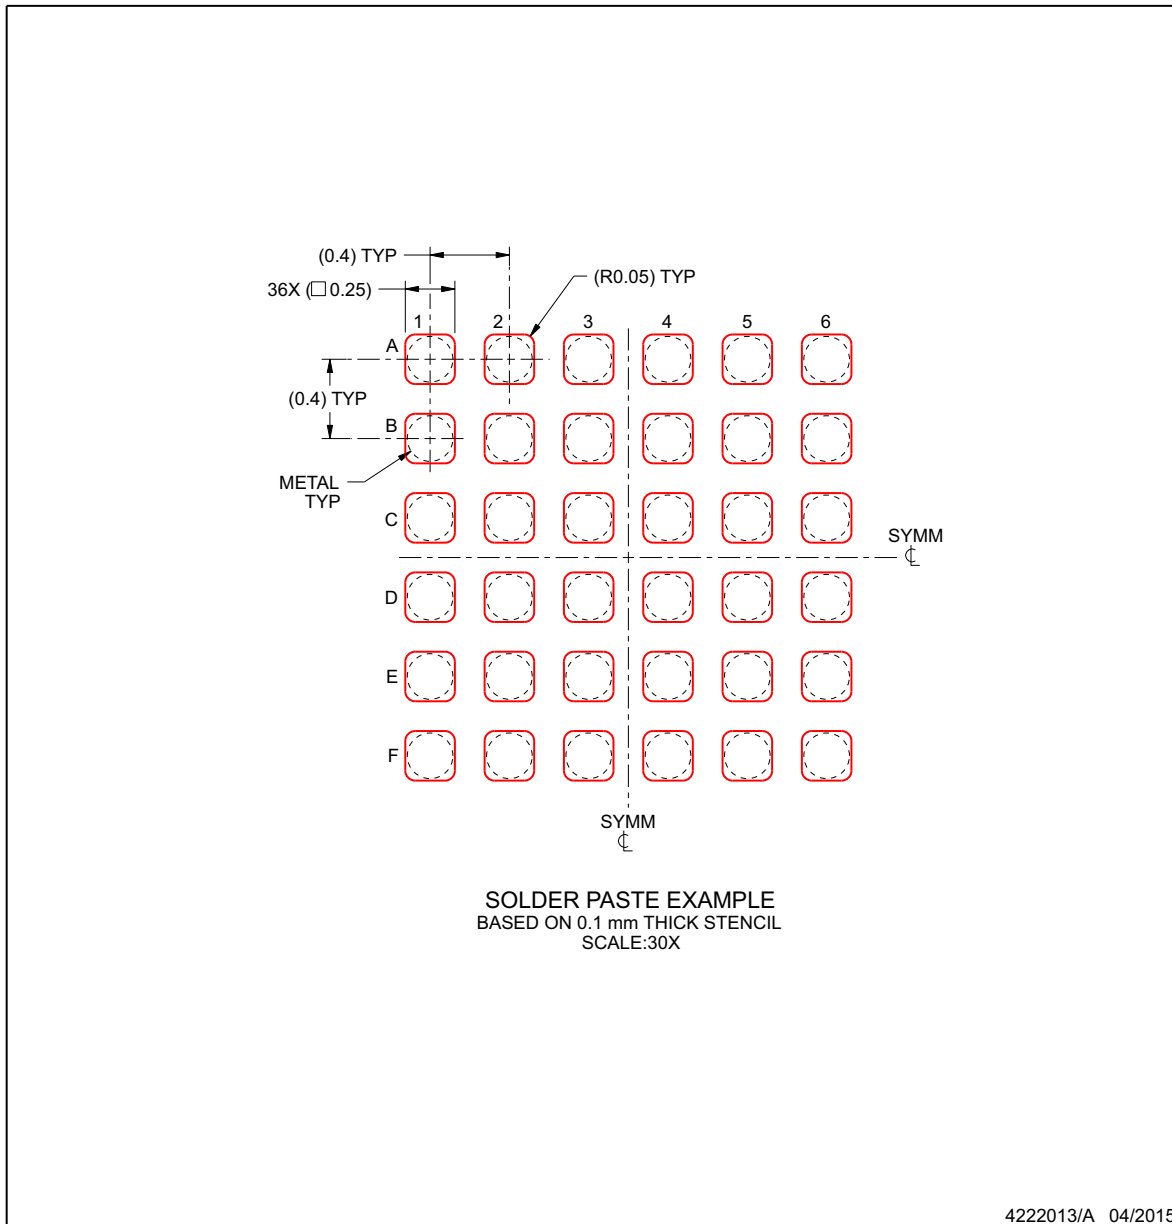 (0.4) TYP
(R0.05) TYP
36X (□ 0.25)
1 2 3 4 5 6
A
(0.4) TYP
B
METAL
TYP
C
SYMM
℄
D
E
F
SYMM
℄
SOLDER PASTE EXAMPLE
BASED ON 0.1 mm THICK STENCIL
SCALE:30X
4222013/A 04/2015